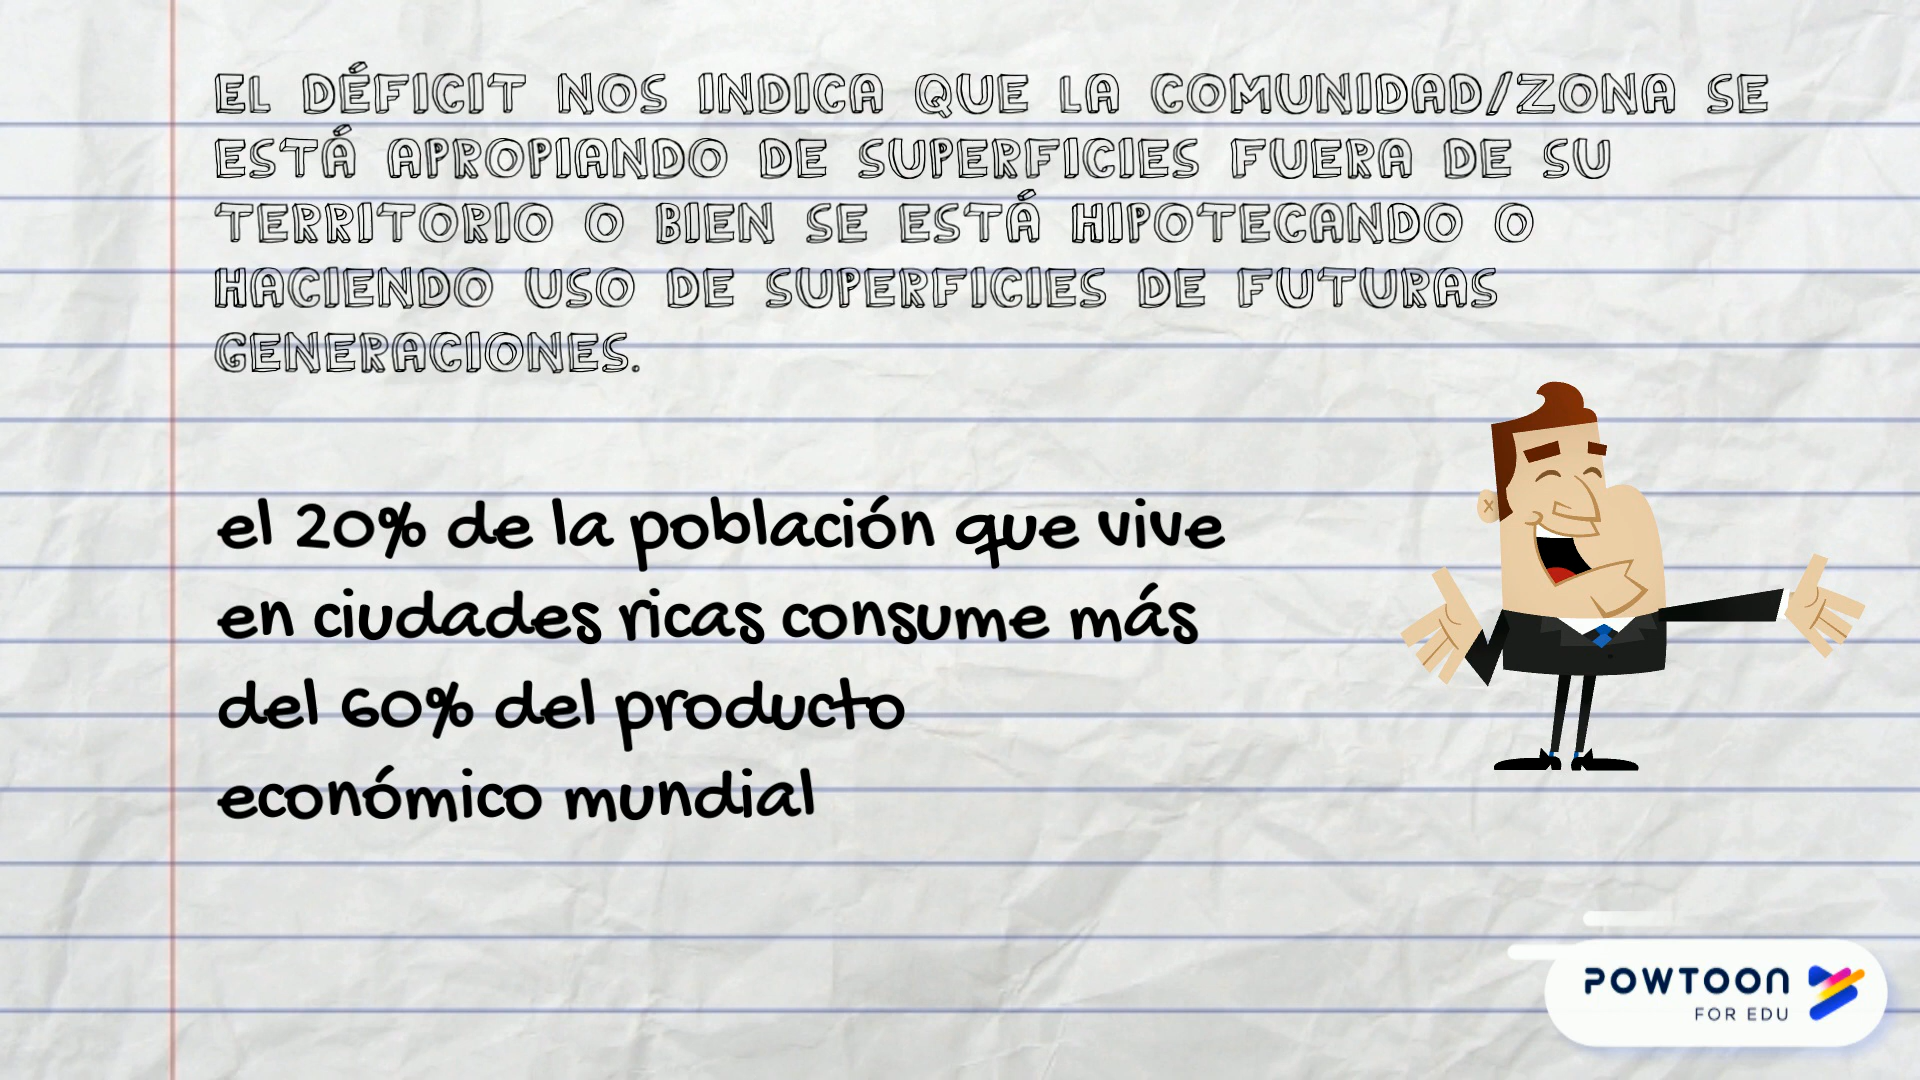 EL DÉFICIT NOS INDICA QUE LA COMUNIDAD/ZONA SE
ESTÁ APROPIANDO DE SUPERFICIES FUERA DE SU
TERRITORIO O BIEN SE ESTÁ HIPOTECANDO O
HACIENDO USO DE SUPERFICIES DE FUTURAS
GENERACIONES.
el 20% de la población que vive
en ciudades ricas consume más
del 60% del producto
económico mundial
POWTOON
FOR EDU